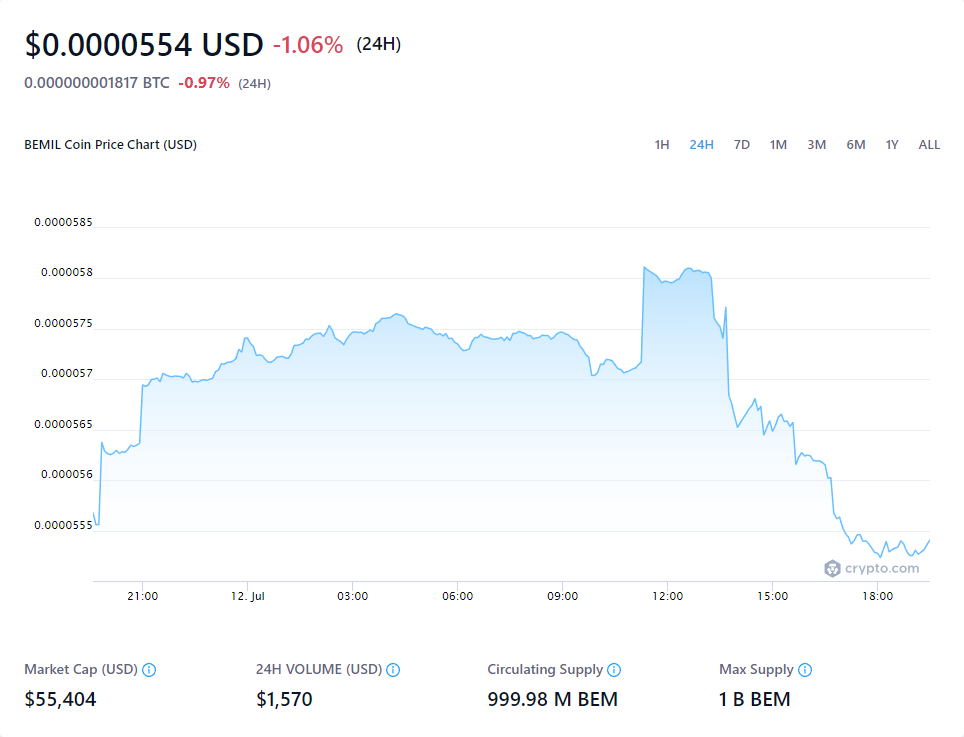 $0.0000554 USD -1.06% (24H)
0.000000001817 BTC -0.97% (24H)
BEMIL Coin Price Chart (USD) 1H 24H 7D 1M 3M 6M 1Y ALL
0.0000585
0.000058
0.0000575
0.000057
0.0000565
0.000056
0.0000555
crypto.com
21:00 12. Jul 03:00 06:00 09:00 12:00 15:00 18:00
Market Cap (USD) 24H VOLUME (USD) Circulating Supply Max Supply
$55,404 $1,570 999.98 M BEM 1 B BEM